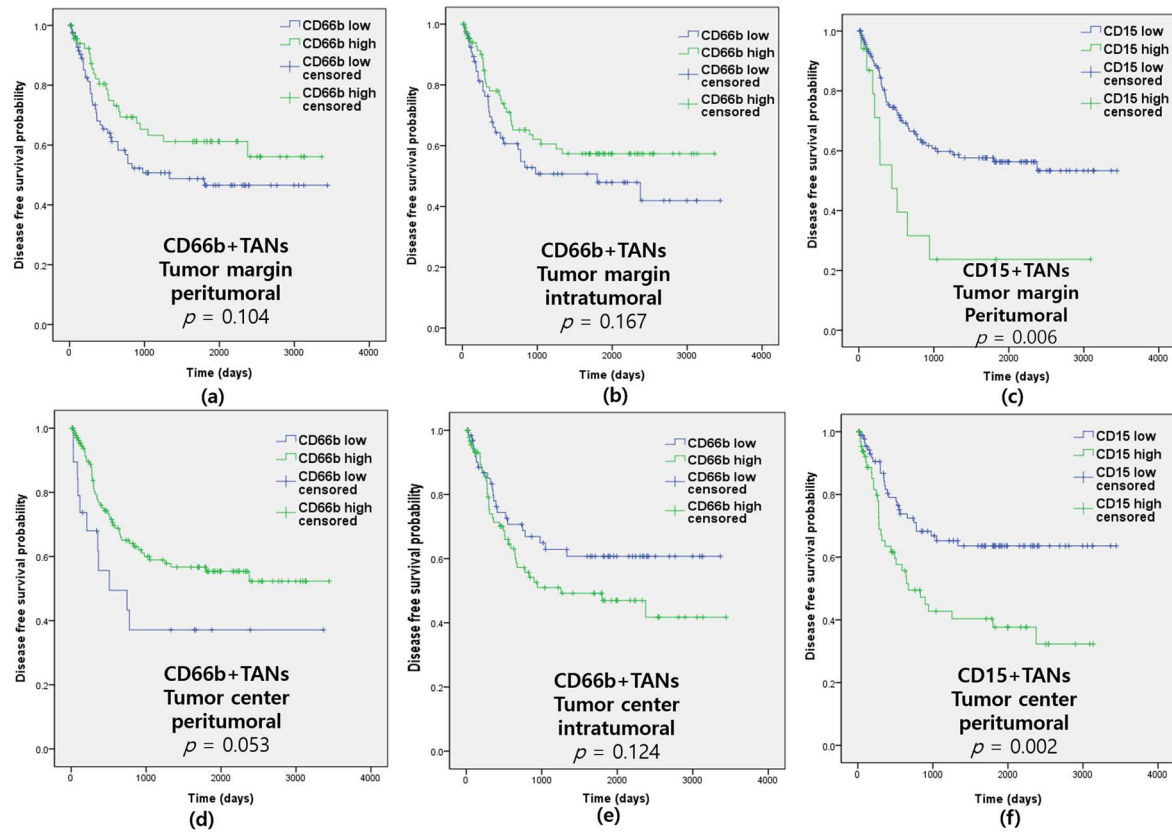 1.0
0.8
0.6
0.4
0.2
0.0
Disease free survival probability
CD66b low
CD66b high
CD66b low
censored
CD66b high
censored
CD66b+TANs
Tumor margin
peritumoral
p = 0.104
0 1000 2000 3000 4000
Time (days)
(a)
1.0
0.8
0.6
0.4
0.2
0.0
Disease free survival probability
CD66b low
CD66b high
CD66b low
censored
CD66b high
censored
CD66b+TANs
Tumor margin
intratumoral
p = 0.167
0 1000 2000 3000 4000
Time (days)
(b)
1.0
0.8
0.6
0.4
0.2
0.0
Disease free survival probability
CD15 low
CD15 high
CD15 low
censored
CD15 high
censored
CD15+TANs
Tumor margin
Peritumoral
p = 0.006
0 1000 2000 3000 4000
Time (days)
(c)
1.0
0.8
0.6
0.4
0.2
0.0
Disease free survival probability
CD66b low
CD66b high
CD66b low
censored
CD66b high
censored
CD66b+TANs
Tumor center
peritumoral
p = 0.053
0 1000 2000 3000 4000
Time (days)
(d)
1.0
0.8
0.6
0.4
0.2
0.0
Disease free survival probability
CD66b low
CD66b high
CD66b low
censored
CD66b high
censored
CD66b+TANs
Tumor center
intratumoral
p = 0.124
0 1000 2000 3000 4000
Time (days)
(e)
1.0
0.8
0.6
0.4
0.2
0.0
Disease free survival probability
CD15 low
CD15 high
CD15 low
censored
CD15 high
censored
CD15+TANs
Tumor center
peritumoral
p = 0.002
0 1000 2000 3000 4000
Time (days)
(f)